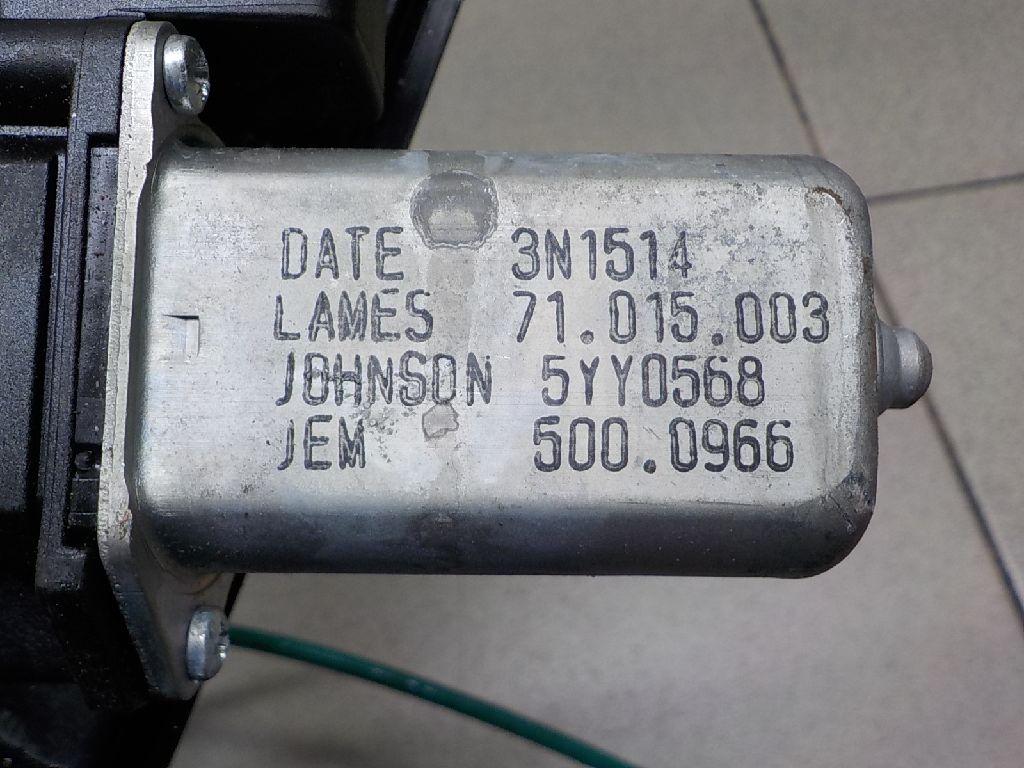 DATE 3N1514
LAMES 71.015.003
JOHNSON 5YY0568
JEM 500.0966